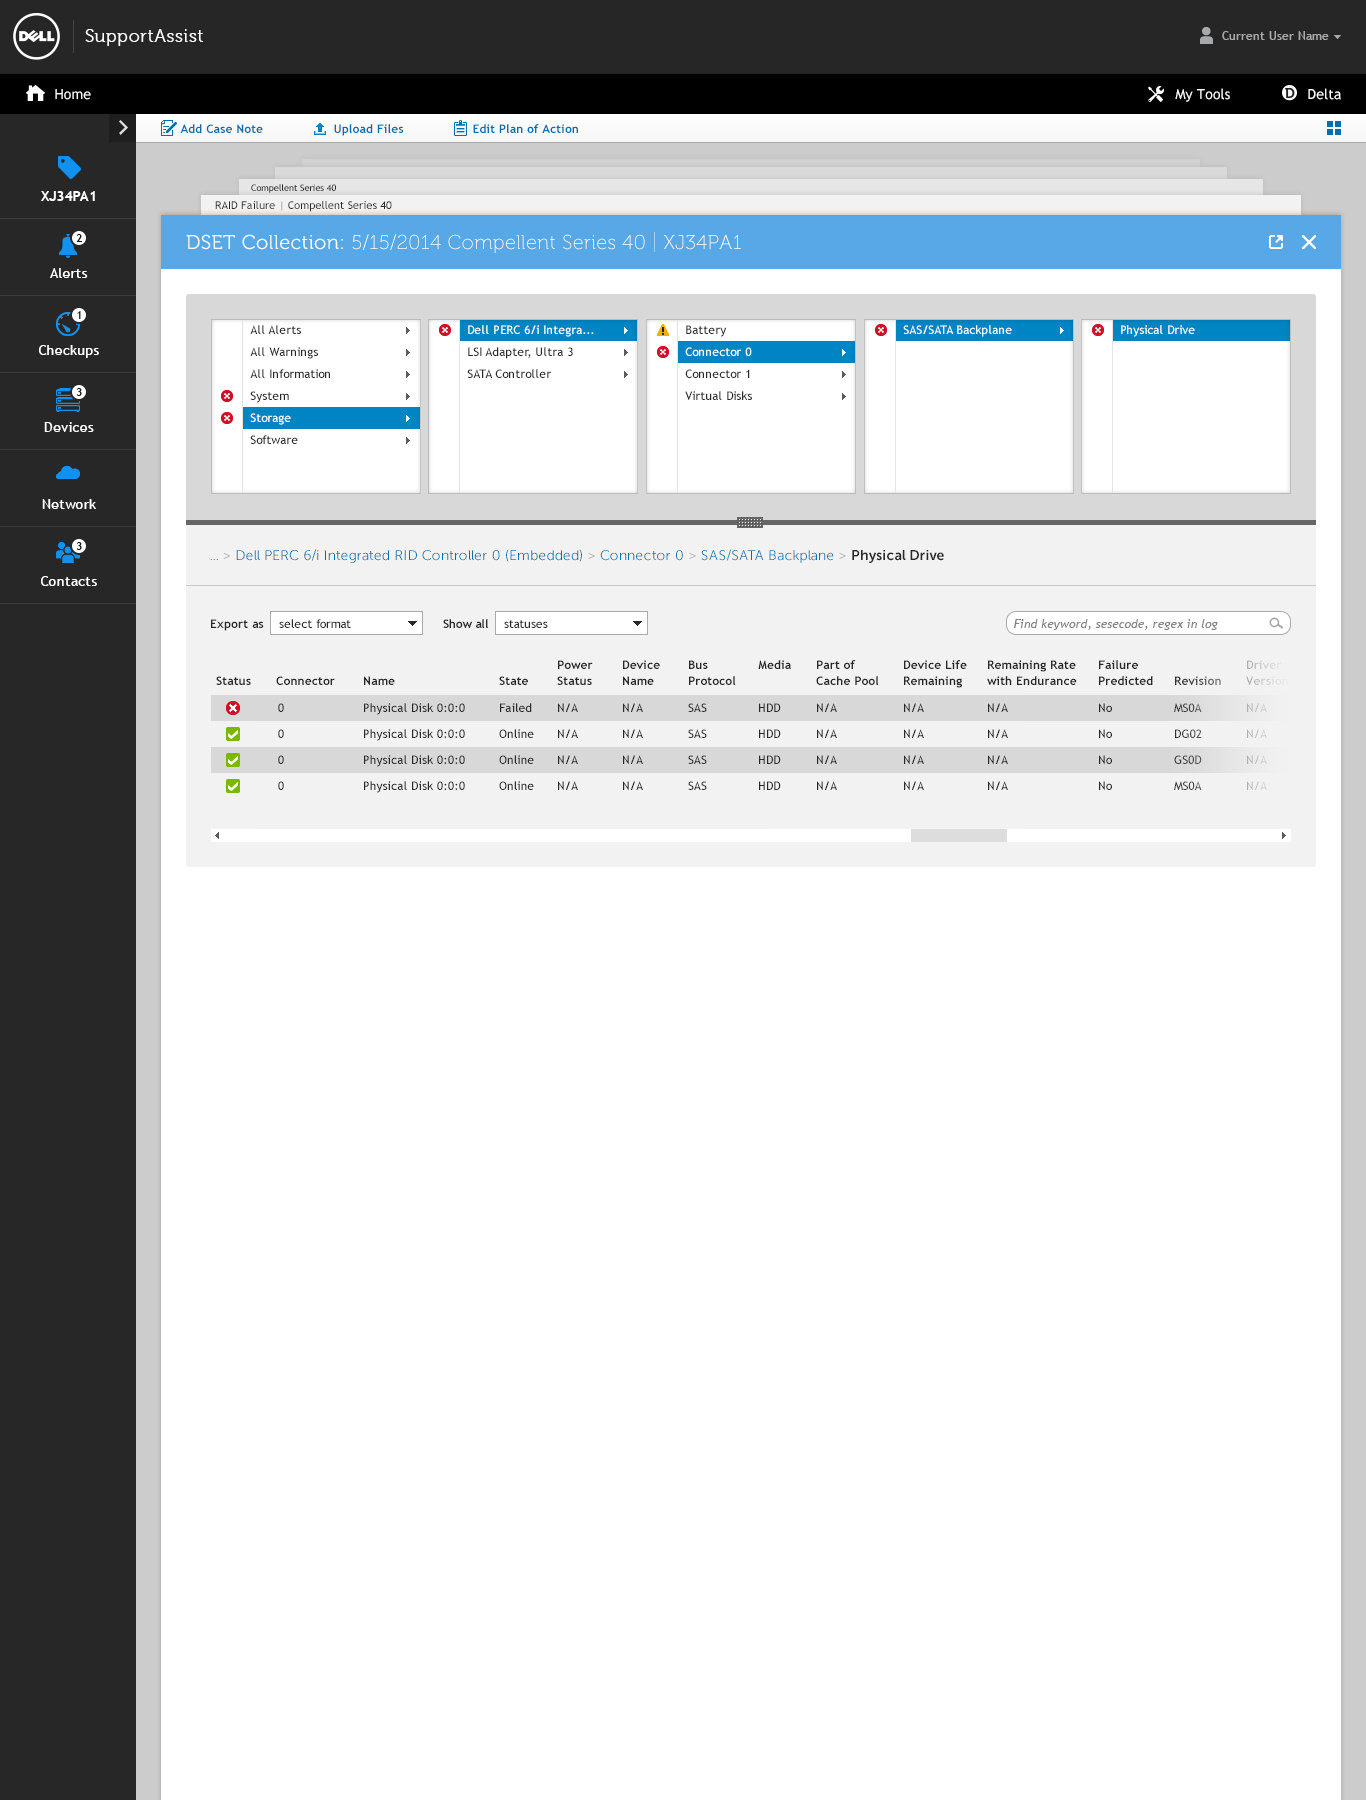 DELL SupportAssist
Current User Name
Home
My Tools
Delta
Add Case Note
Upload Files
Edit Plan of Action
XJ34PA1
2
Alerts
1
Checkups
3
Devices
Network
3
Contacts
Compellent Series 40
RAID Failure | Compellent Series 40
DSET Collection: 5/15/2014 Compellent Series 40 | XJ34PA1
All Alerts
All Warnings
All Information
System
Storage
Software
Dell PERC 6/i Integra...
LSI Adapter, Ultra 3
SATA Controller
Battery
Connector 0
Connector 1
Virtual Disks
SAS/SATA Backplane
Physical Drive
... > Dell PERC 6/i Integrated RID Controller 0 (Embedded) > Connector 0 > SAS/SATA Backplane > Physical Drive
Export as select format Show all statuses Find keyword, sesecode, regex in log
Power Device Bus Media Part of Device Life Remaining Rate Failure Driver
Status Connector Name State Status Name Protocol Cache Pool Remaining with Endurance Predicted Revision Version
0 Physical Disk 0:0:0 Failed N/A N/A SAS HDD N/A N/A N/A No MS0A N/A
0 Physical Disk 0:0:0 Online N/A N/A SAS HDD N/A N/A N/A No DG02 N/A
0 Physical Disk 0:0:0 Online N/A N/A SAS HDD N/A N/A N/A No GS0D N/A
0 Physical Disk 0:0:0 Online N/A N/A SAS HDD N/A N/A N/A No MS0A N/A